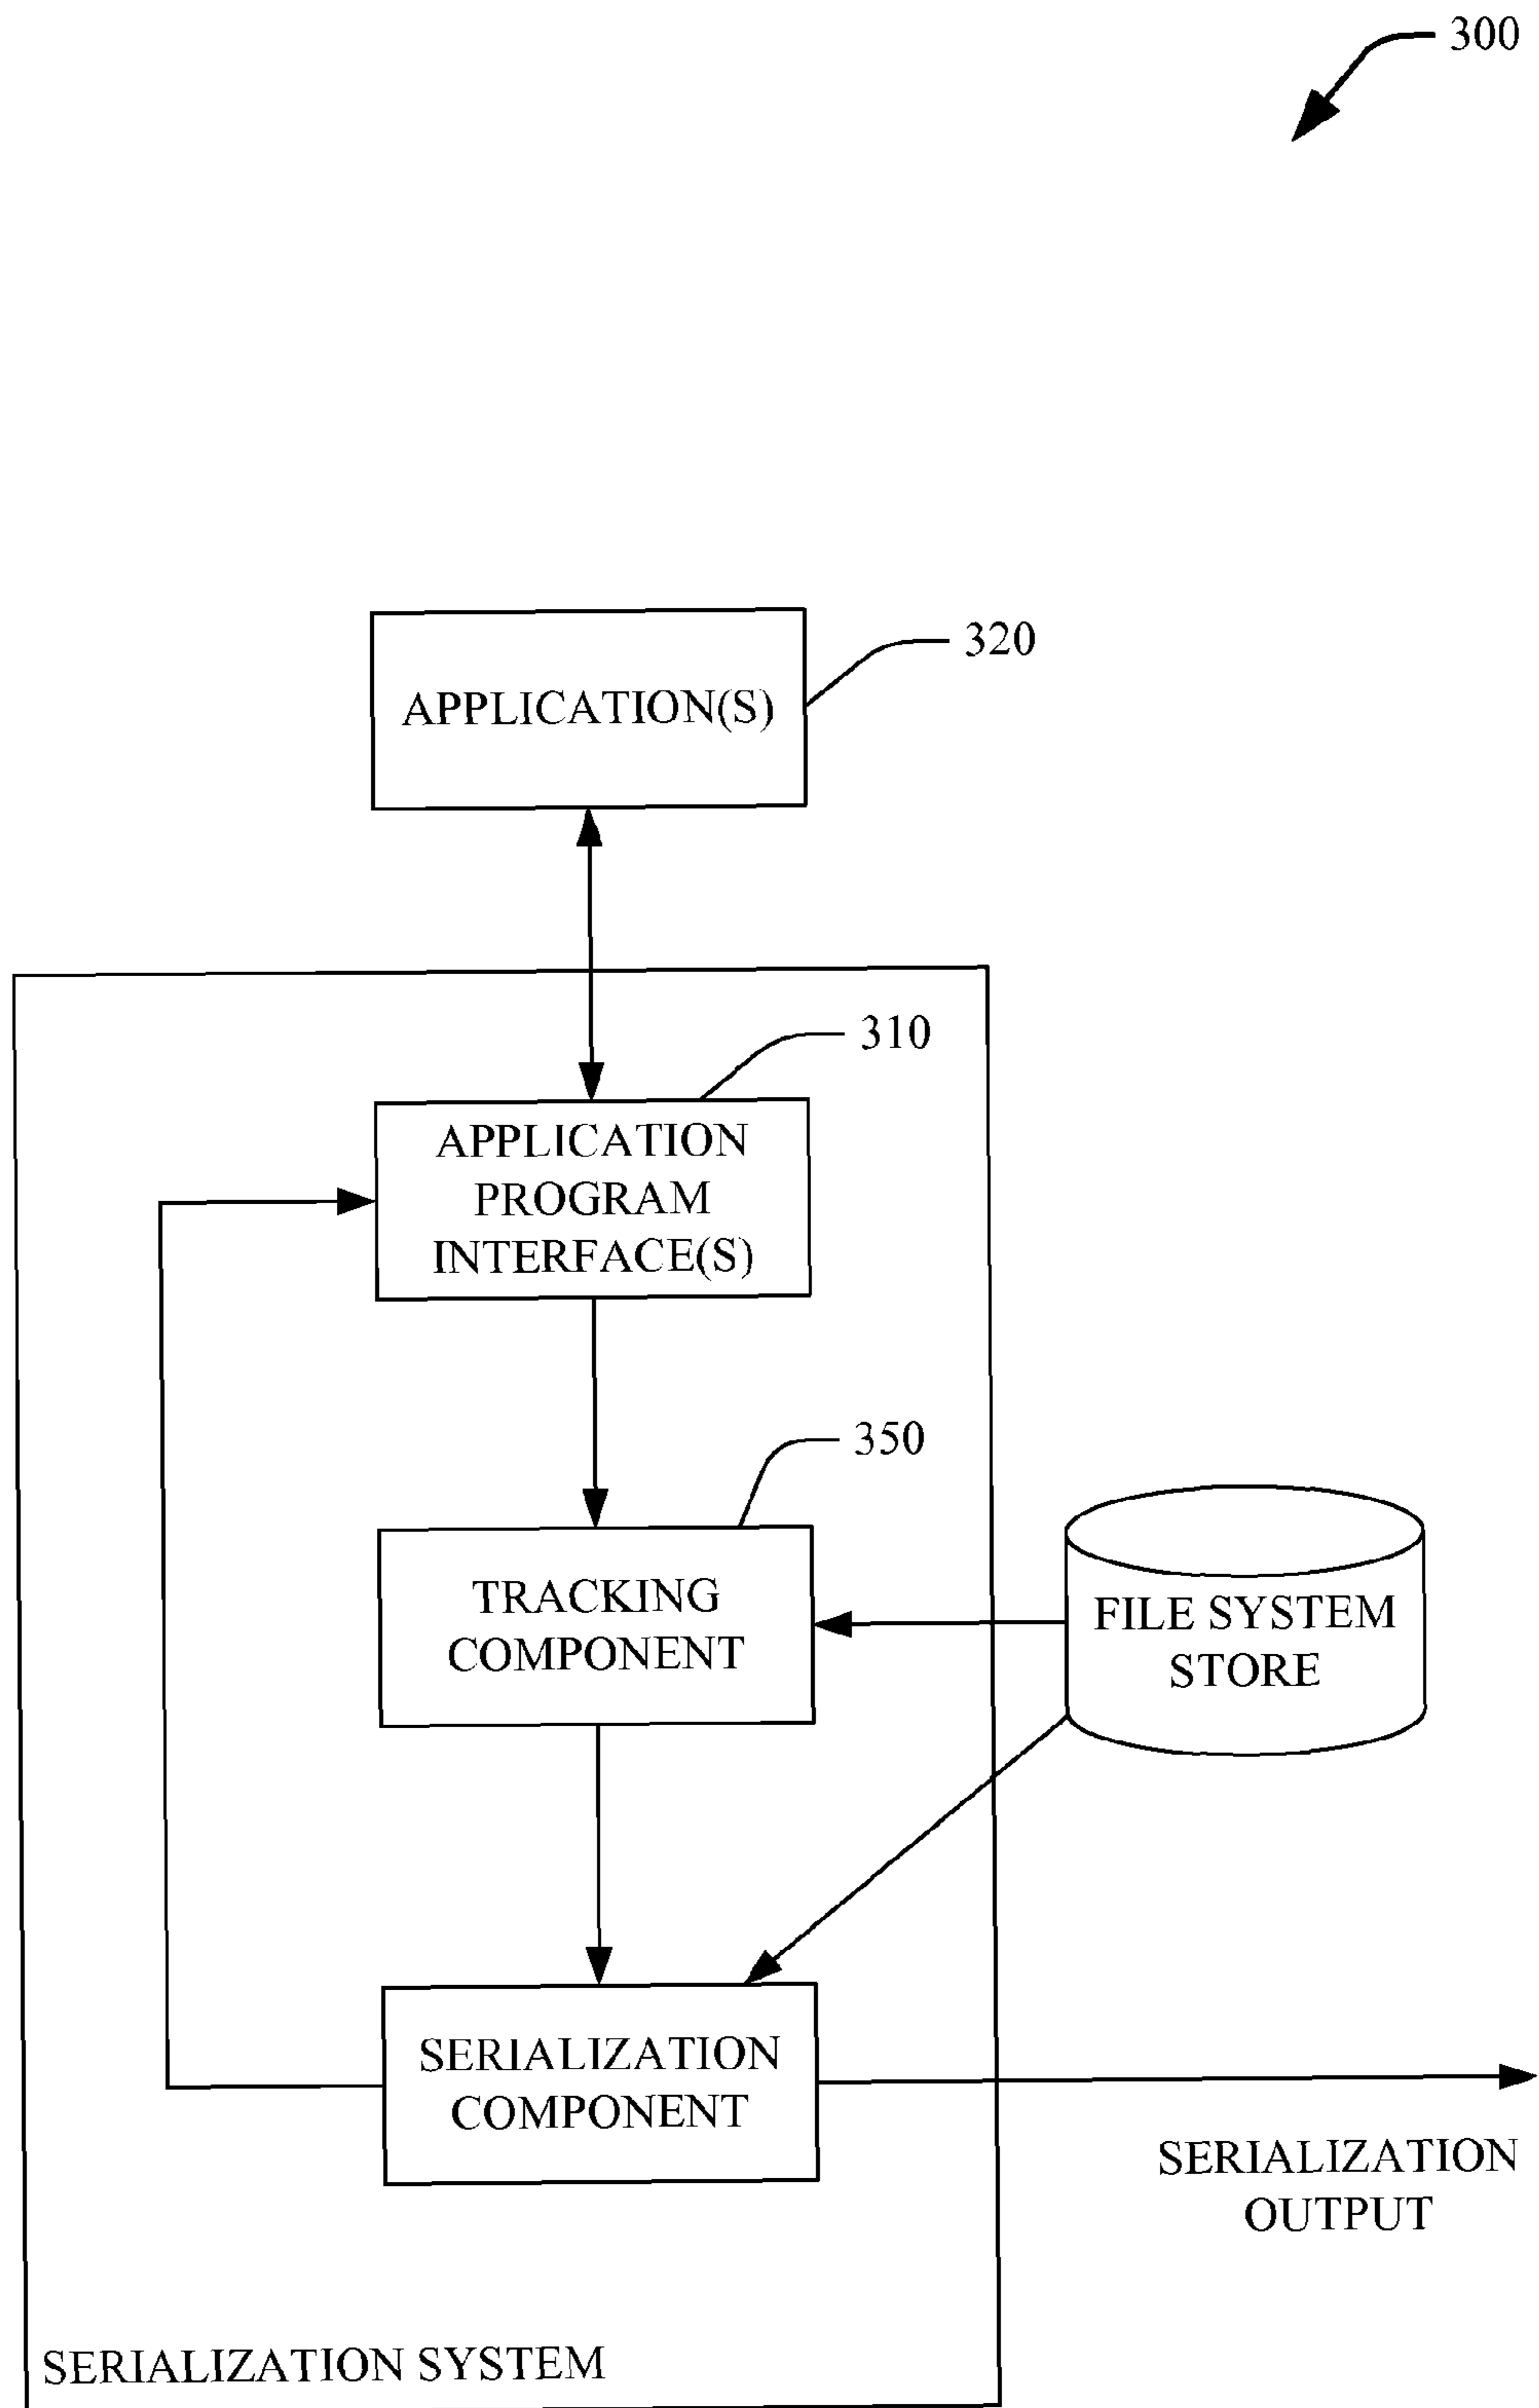 300
APPLICATION(S)
320
310
APPLICATION
PROGRAM
INTERFACE(S)
350
TRACKING
COMPONENT
FILE SYSTEM
STORE
SERIALIZATION
COMPONENT
SERIALIZATION
OUTPUT
SERIALIZATION SYSTEM